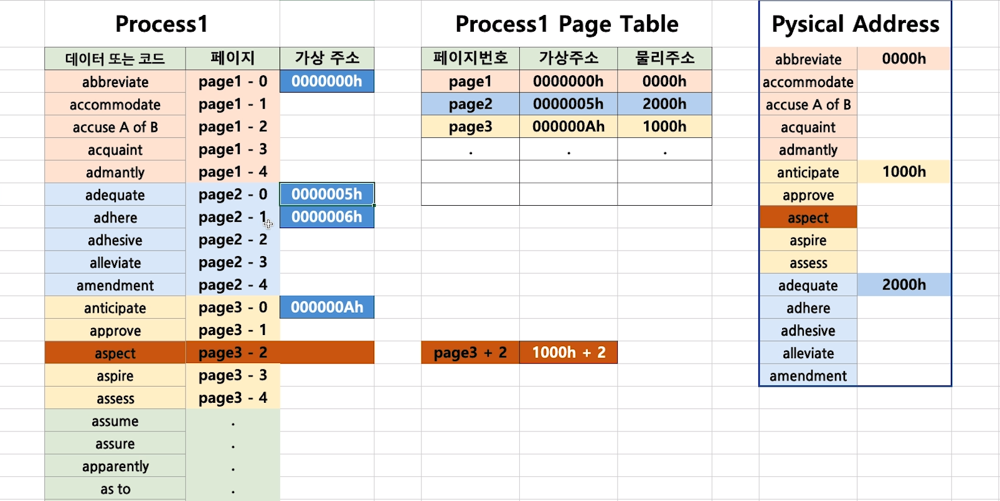 Process1 Process1 Page Table Pysical Address
데이터 또는 코드 페이지 가상 주소 페이지번호 가상주소 물리주소 abbreviate 0000h
abbreviate page1 - 0 0000000h page1 0000000h 0000h accommodate
accommodate page1 - 1 page2 0000005h 2000h accuse A of B
accuse A of B page1 - 2 page3 000000Ah 1000h acquaint
acquaint page1 - 3 . . . admantly
admantly page1 - 4 anticipate 1000h
adequate page2 - 0 0000005h approve
adhere page2 - 1 0000006h aspect
adhesive page2 - 2 aspire
alleviate page2 - 3 assess
amendment page2 - 4 adequate 2000h
anticipate page3 - 0 000000Ah adhere
approve page3 - 1 adhesive
aspect page3 - 2 page3 + 2 1000h + 2 alleviate
aspire page3 - 3 amendment
assess page3 - 4
assume .
assure .
apparently .
as to .